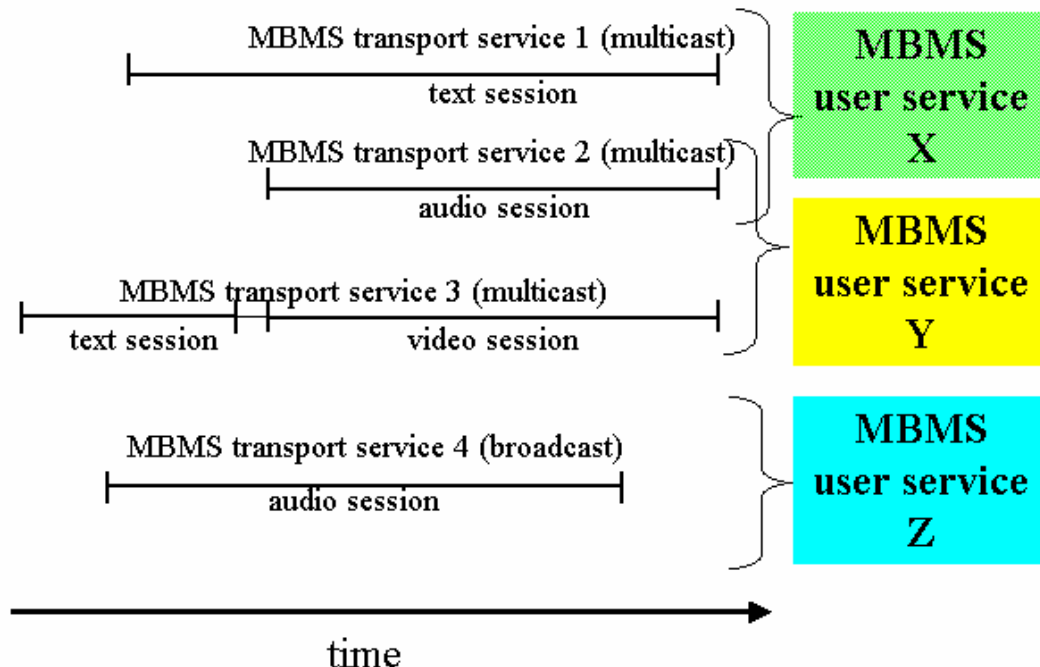 MBMS transport service 1 (multicast)
text session
MBMS transport service 2 (multicast)
audio session
MBMS transport service 3 (multicast)
text session
video session
MBMS transport service 4 (broadcast)
audio session
time
MBMS
user service
X
MBMS
user service
Y
MBMS
user service
Z